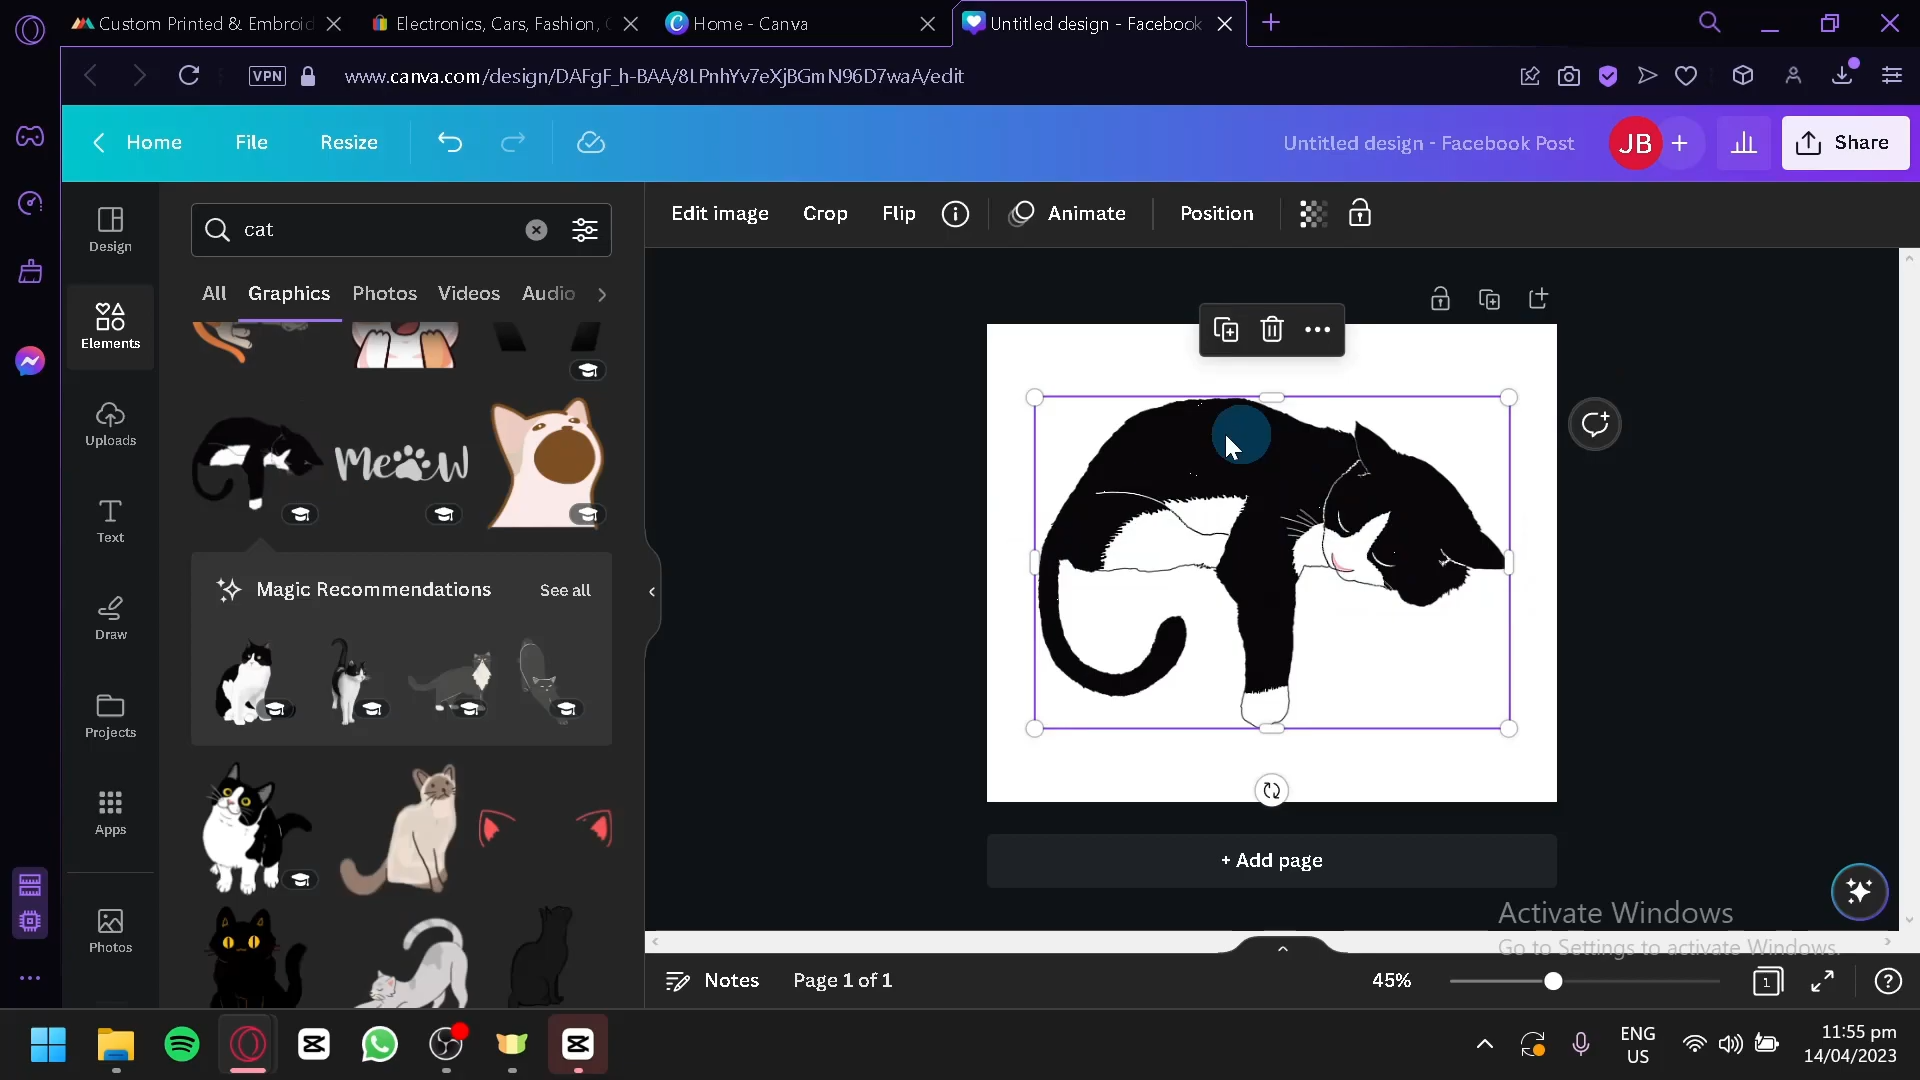 Custom Printed & Embroid
Electronics, Cars, Fashion, C
Home - Canva
Untitled design - Facebook
VPN
www.canva.com/design/DAFgF_h-BAA/8LPnhYv7eXjBGmN96D7waA/edit
Home
File
Resize
Untitled design - Facebook Post
JB
+
Share
Design
Elements
Uploads
Text
Draw
Projects
Apps
Photos
cat
All
Graphics
Photos
Videos
Audio
Meow
Magic Recommendations
See all
Edit image
Crop
Flip
Animate
Position
+ Add page
Activate Windows
Go to Settings to activate Windows.
Notes
Page 1 of 1
45%
1
ENG
US
11:55 pm
14/04/2023